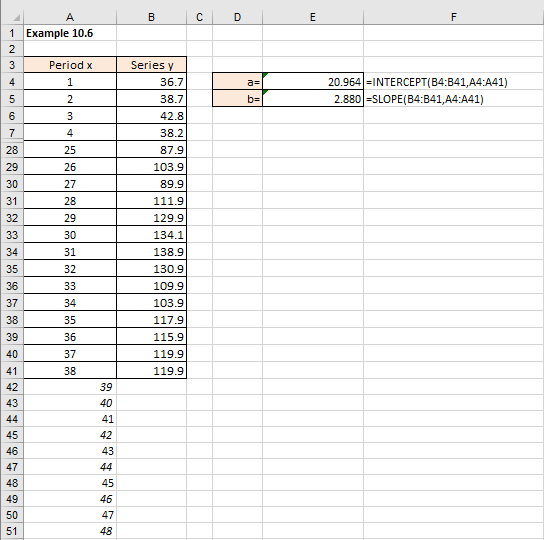 A B C D E F
1 Example 10.6
2
3 Period x Series y
4 1 36.7 a= 20.964 =INTERCEPT(B4:B41,A4:A41)
5 2 38.7 b= 2.880 =SLOPE(B4:B41,A4:A41)
6 3 42.8
7 4 38.2
28 25 87.9
29 26 103.9
30 27 89.9
31 28 111.9
32 29 129.9
33 30 134.1
34 31 138.9
35 32 130.9
36 33 109.9
37 34 103.9
38 35 117.9
39 36 115.9
40 37 119.9
41 38 119.9
42 39
43 40
44 41
45 42
46 43
47 44
48 45
49 46
50 47
51 48